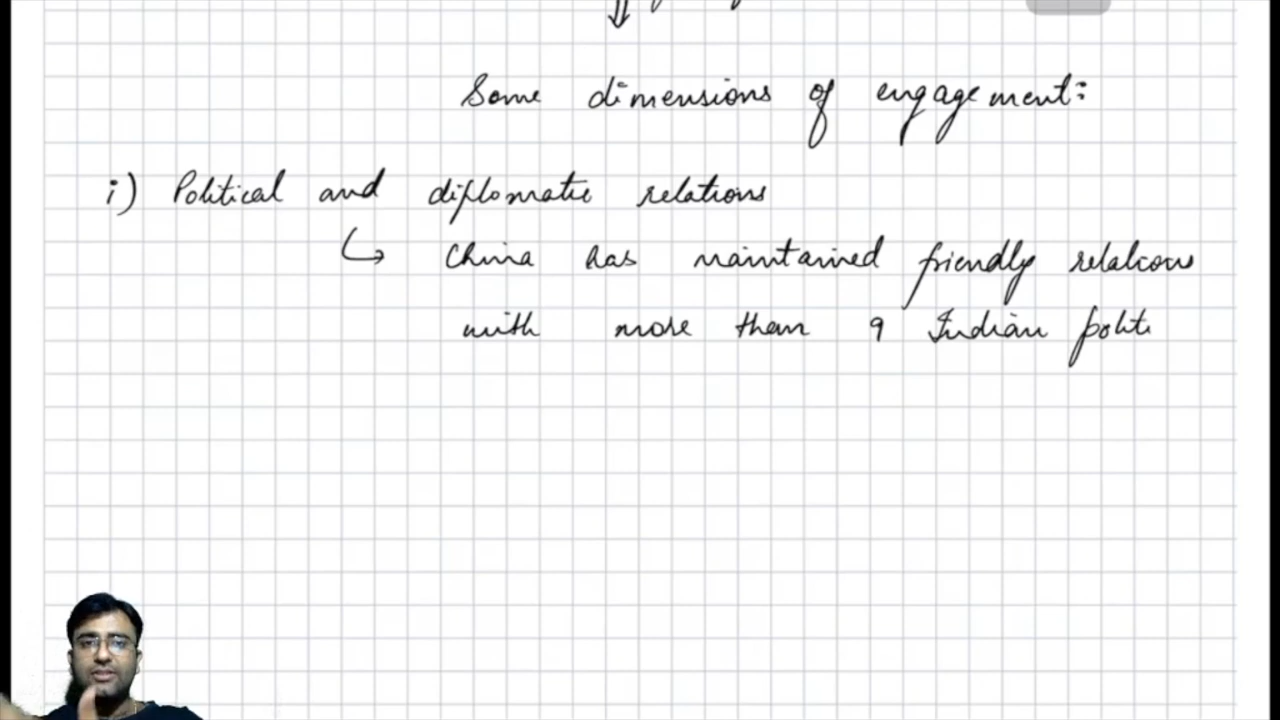 Some dimensions of engagement:
i) Political and diplomatic relations
↳ China has maintained friendly relations
with more than 9 Indian politi